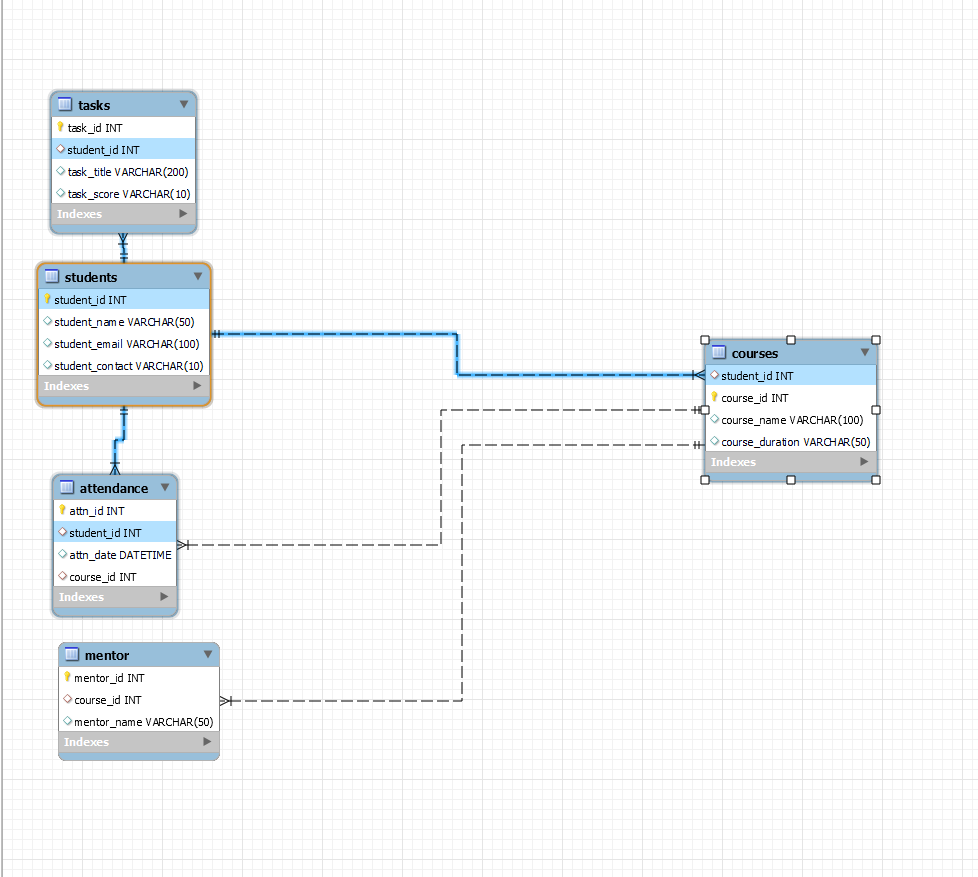 tasks
task_id INT
student_id INT
task_title VARCHAR(200)
task_score VARCHAR(10)
Indexes
students
student_id INT
student_name VARCHAR(50)
student_email VARCHAR(100)
student_contact VARCHAR(10)
Indexes
courses
student_id INT
course_id INT
course_name VARCHAR(100)
course_duration VARCHAR(50)
Indexes
attendance
attn_id INT
student_id INT
attn_date DATETIME
course_id INT
Indexes
mentor
mentor_id INT
course_id INT
mentor_name VARCHAR(50)
Indexes